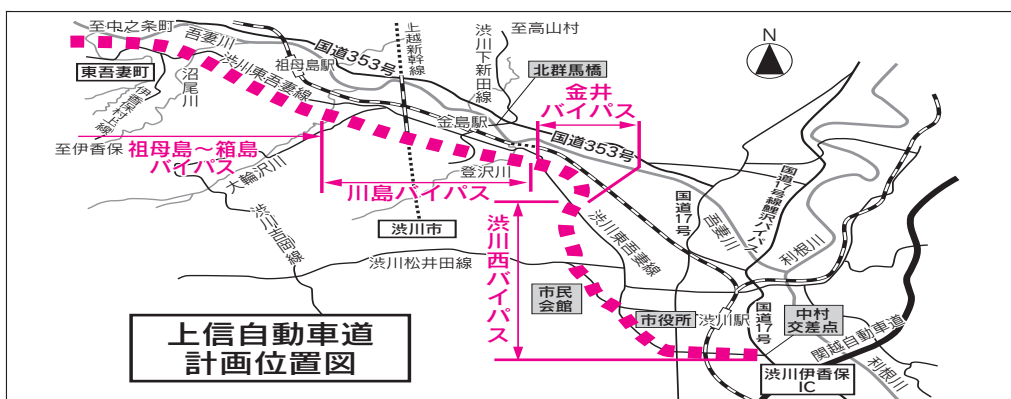 至中之条町
吾妻川
国道353号
上越新幹線
渋川下新田線
至高山村
N
東吾妻町
沼尾川
渋川東吾妻線
祖母島駅
北群馬橋
伊香保村上線
金井
バイパス
金島駅
国道353号
至伊香保
祖母島～箱島
バイパス
大輪沢川
登沢川
川島バイパス
国道17号
国道17号線鯉沢バイパス
渋川市
渋川吉岡線
渋川西バイパス
渋川東吾妻線
吾妻川
利根川
渋川松井田線
市民
会館
市役所
渋川駅
国道17号
中村
交差点
関越自動車道
利根川
上信自動車道
計画位置図
渋川伊香保
IC